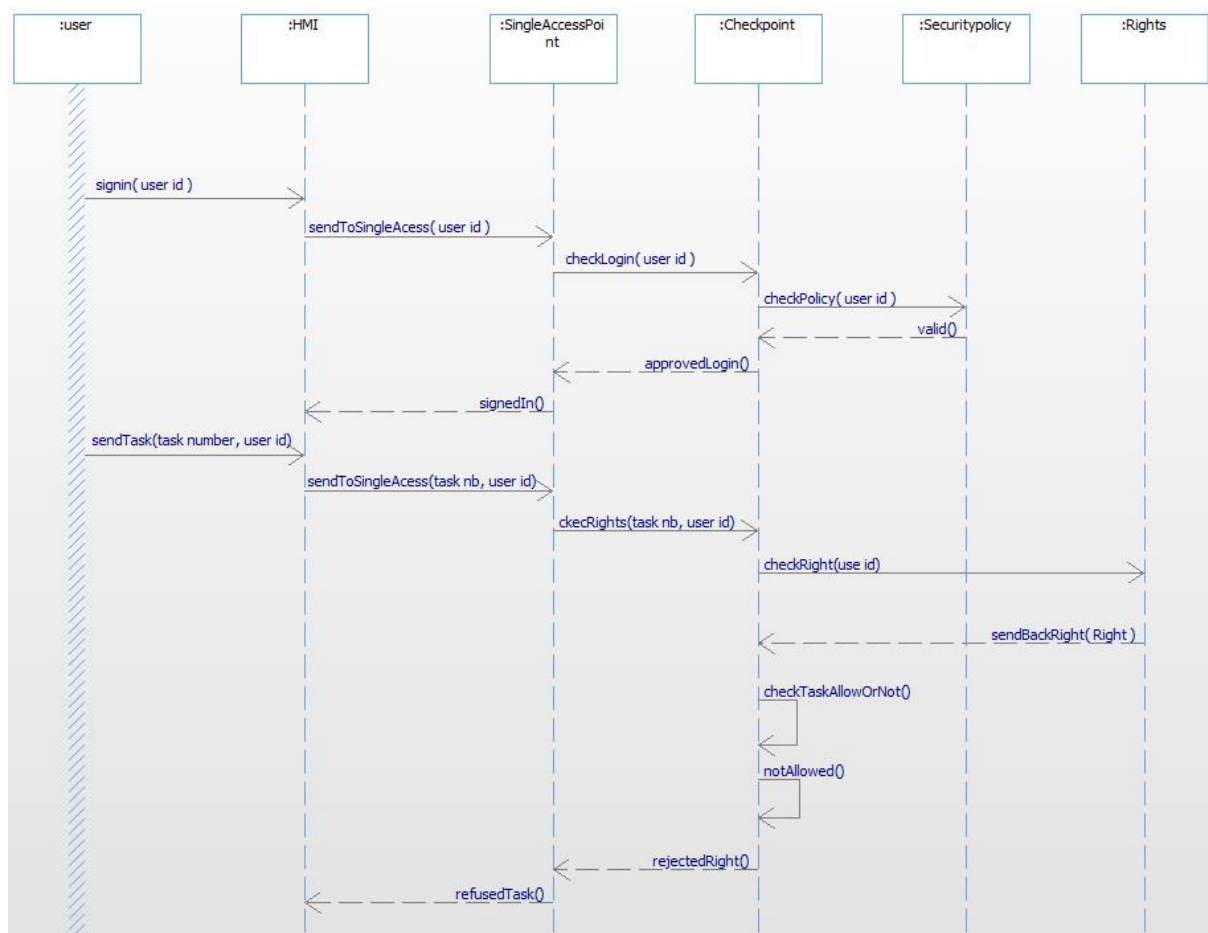 :user
:HMI
:SingleAccessPoi
nt
:Checkpoint
:Securitypolicy
:Rights
signin( user id )
sendToSingleAcess( user id )
checkLogin( user id )
checkPolicy( user id )
valid()
approvedLogin()
signedIn()
sendTask(task number, user id)
sendToSingleAcess(task nb, user id)
ckecRights(task nb, user id)
checkRight(use id)
sendBackRight( Right )
checkTaskAllowOrNot()
notAllowed()
rejectedRight()
refusedTask()